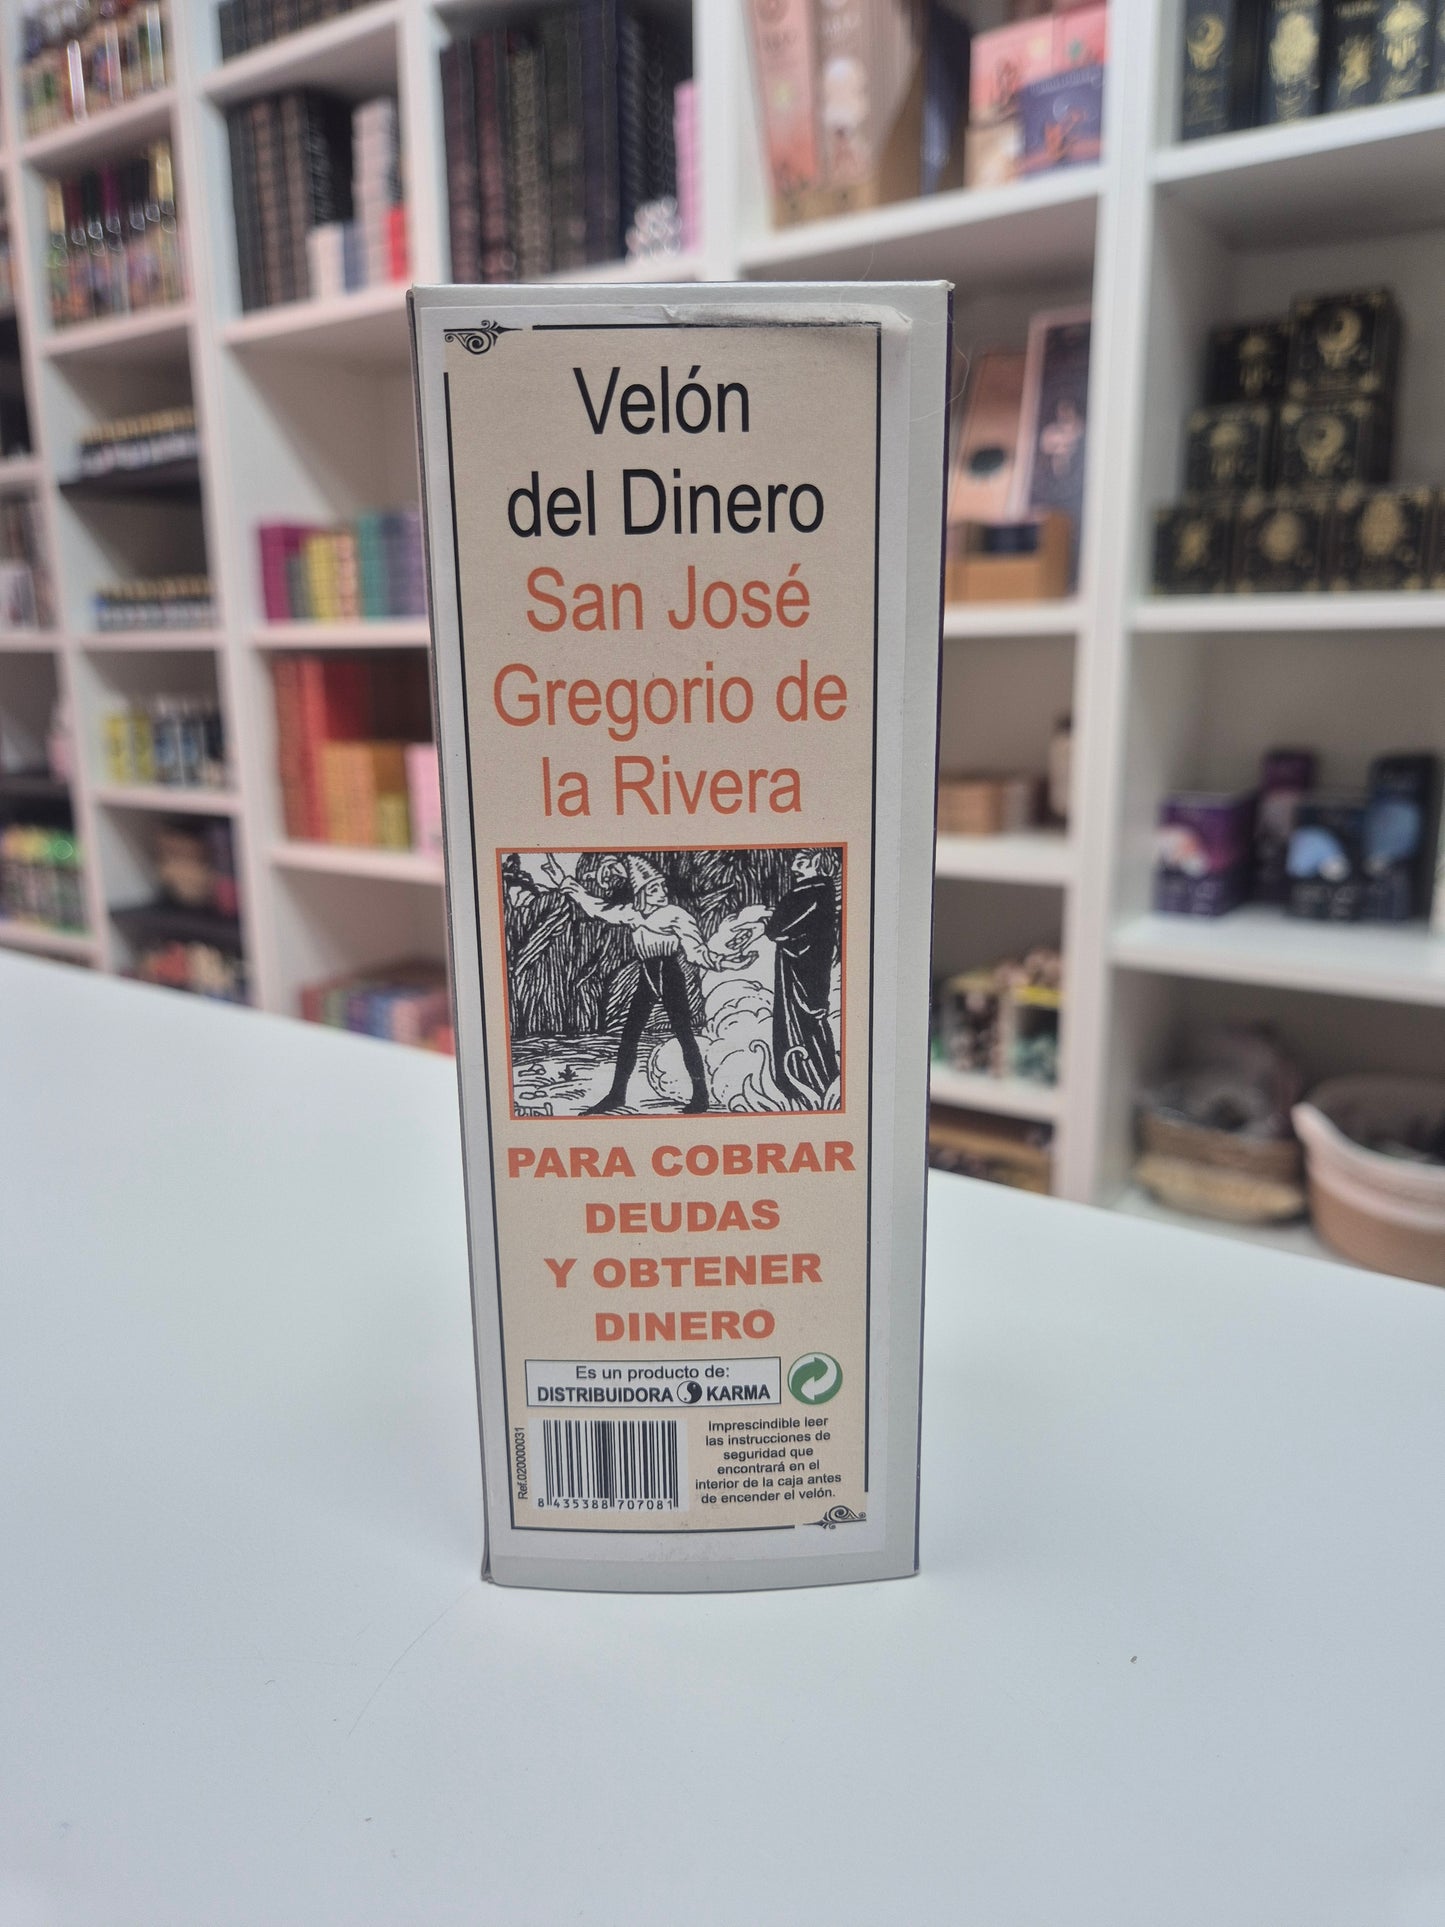 Velón
del Dinero
San José
Gregorio de
la Rivera
PARA COBRAR
DEUDAS
Y OBTENER
DINERO
Es un producto de:
DISTRIBUIDORA KARMA
Ref.020000031
8 435388 707081
Imprescindible leer
las instrucciones de
seguridad que
encontrará en el
interior de la caja antes
de encender el velón.